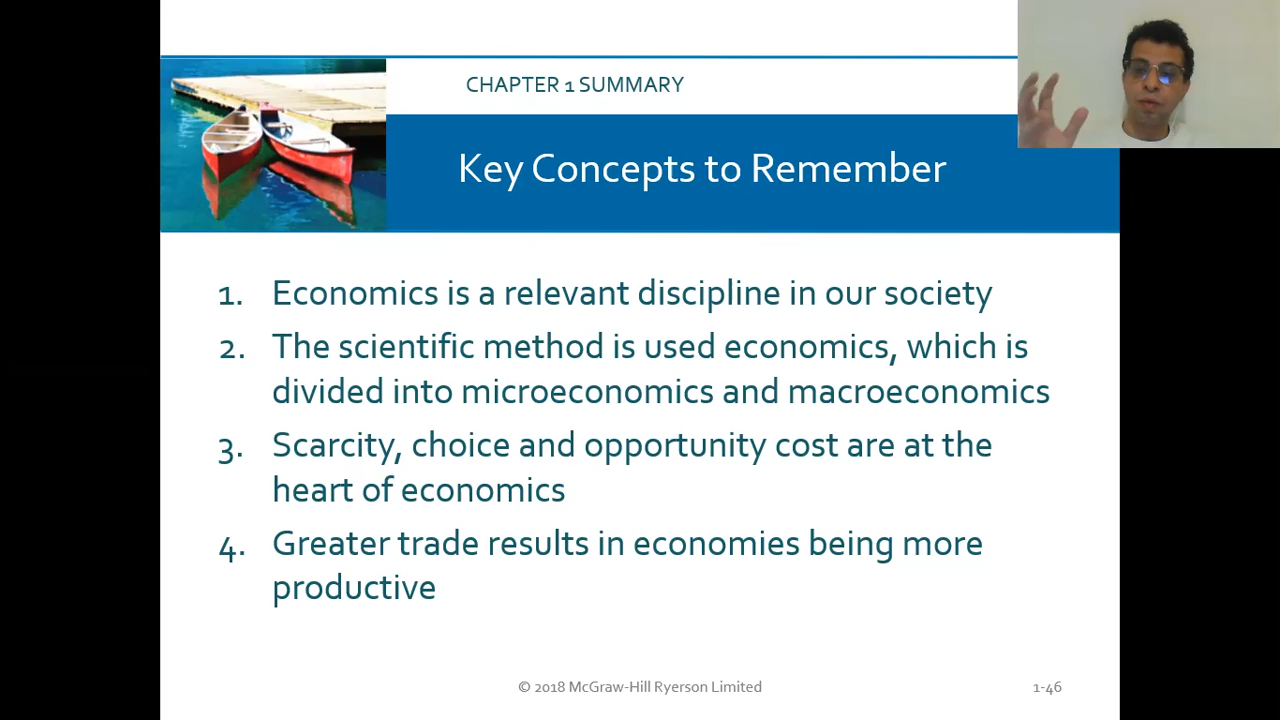 CHAPTER 1 SUMMARY
Key Concepts to Remember
1. Economics is a relevant discipline in our society
2. The scientific method is used economics, which is
divided into microeconomics and macroeconomics
3. Scarcity, choice and opportunity cost are at the
heart of economics
4. Greater trade results in economies being more
productive
© 2018 McGraw-Hill Ryerson Limited
1-46